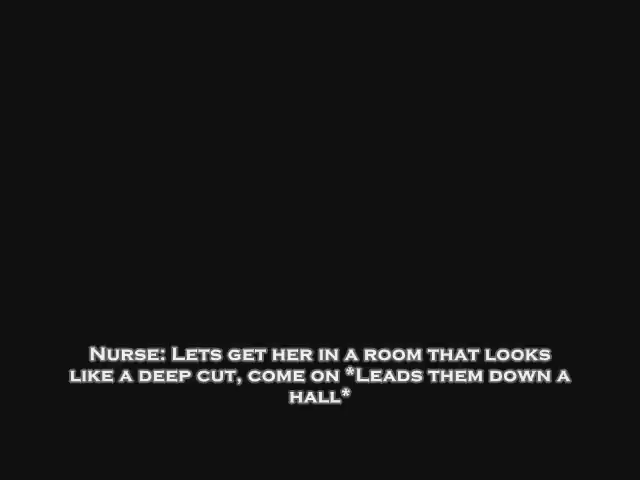 Nurse: Lets get her in a room that looks
like a deep cut, come on *Leads them down a
hall*